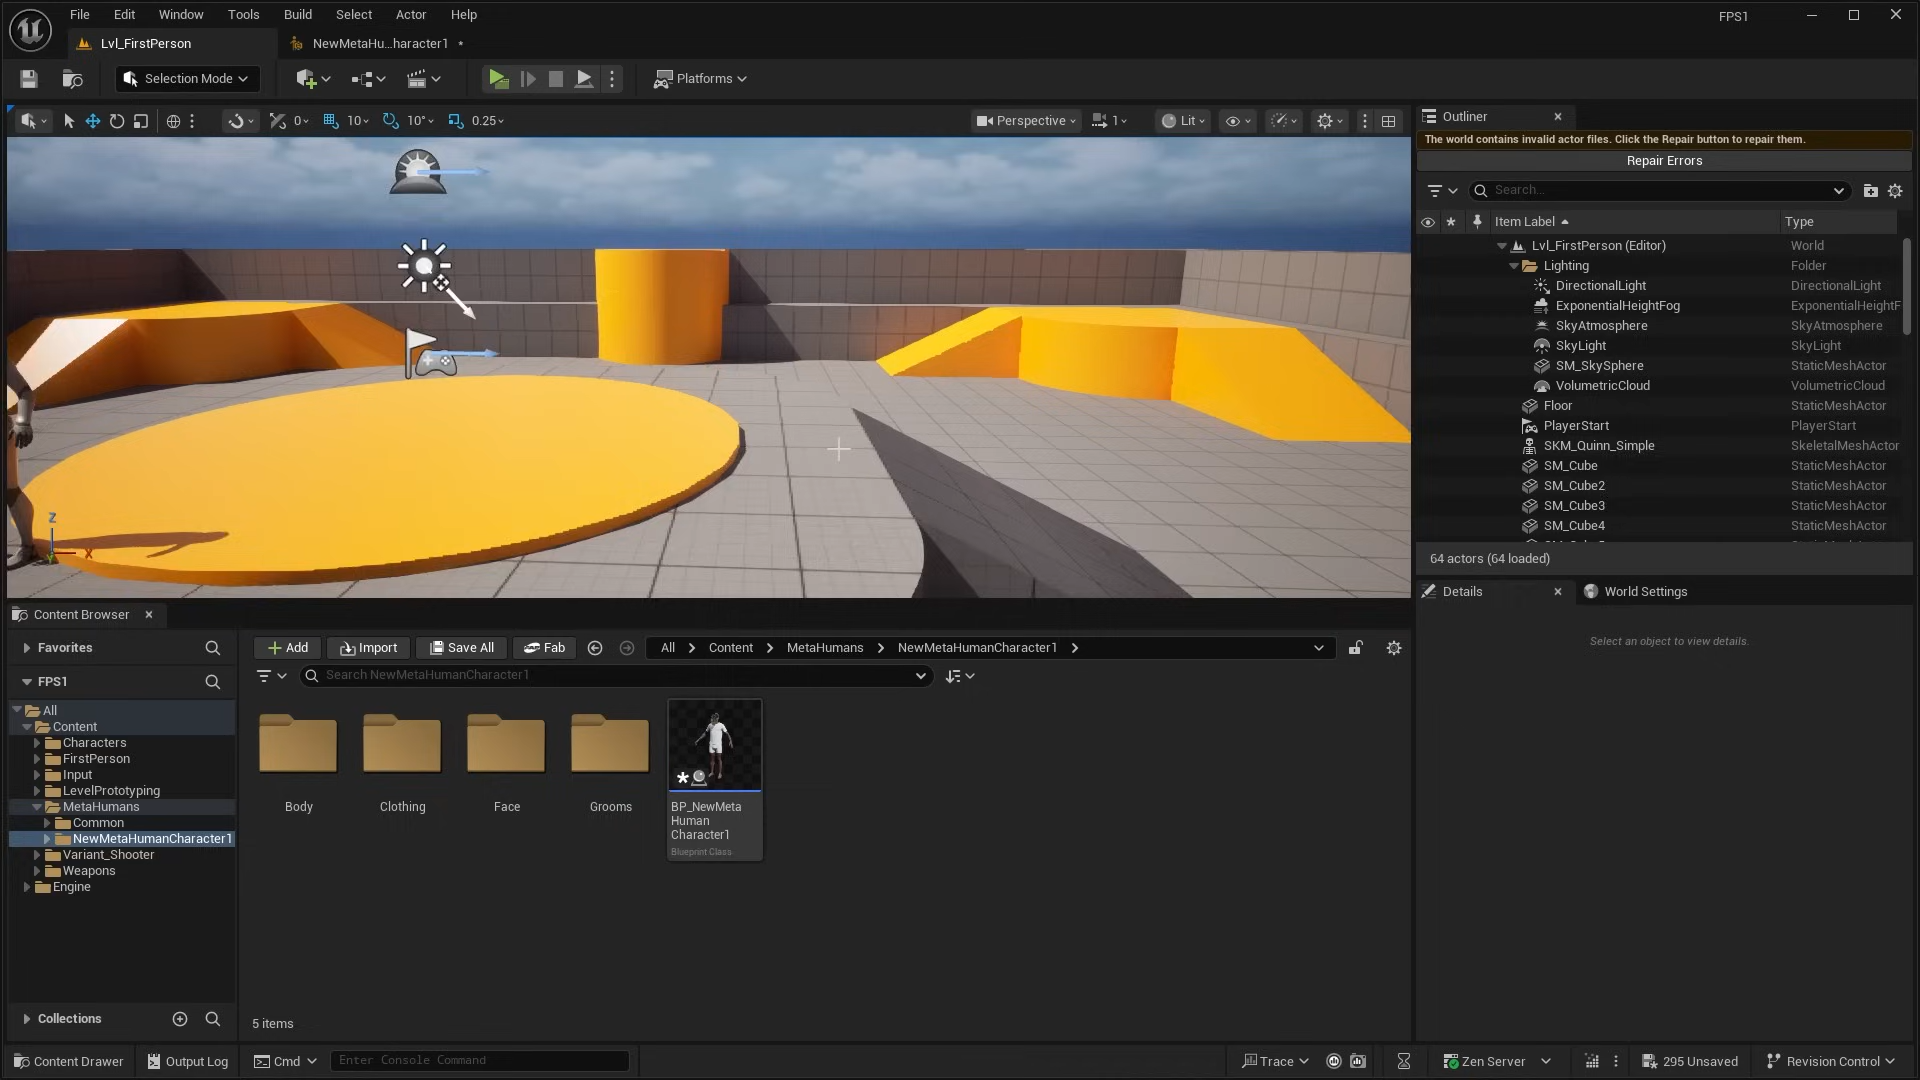 File Edit Window Tools Build Select Actor Help
FPS1
Lvl_FirstPerson
NewMetaHu...haracter1 •
Selection Mode
Platforms
0 10 10° 0.25
Perspective 1 Lit
Outliner
The world contains invalid actor files. Click the Repair button to repair them.
Repair Errors
Search...
Item Label Type
Lvl_FirstPerson (Editor) World
Lighting Folder
DirectionalLight DirectionalLight
ExponentialHeightFog ExponentialHeightF
SkyAtmosphere SkyAtmosphere
SkyLight SkyLight
SM_SkySphere StaticMeshActor
VolumetricCloud VolumetricCloud
Floor StaticMeshActor
PlayerStart PlayerStart
SKM_Quinn_Simple SkeletalMeshActor
SM_Cube StaticMeshActor
SM_Cube2 StaticMeshActor
SM_Cube3 StaticMeshActor
SM_Cube4 StaticMeshActor
64 actors (64 loaded)
Z
X
Y
Details
World Settings
Select an object to view details.
Content Browser
Favorites
FPS1
All
Content
Characters
FirstPerson
Input
LevelPrototyping
MetaHumans
Common
NewMetaHumanCharacter1
Variant_Shooter
Weapons
Engine
Collections
Add Import Save All Fab All Content MetaHumans NewMetaHumanCharacter1
Search NewMetaHumanCharacter1
Body
Clothing
Face
Grooms
BP_NewMeta
Human
Character1
Blueprint Class
5 items
Content Drawer Output Log Cmd Enter Console Command
Trace Zen Server 295 Unsaved Revision Control